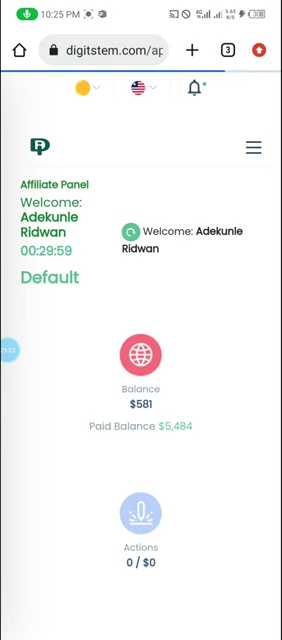 10:25 PM
digitstem.com/ap
3
Affiliate Panel
Welcome:
Adekunle
Ridwan
00:29:59
Default
Welcome: Adekunle
Ridwan
Balance
$581
Paid Balance $5,484
Actions
0 / $0